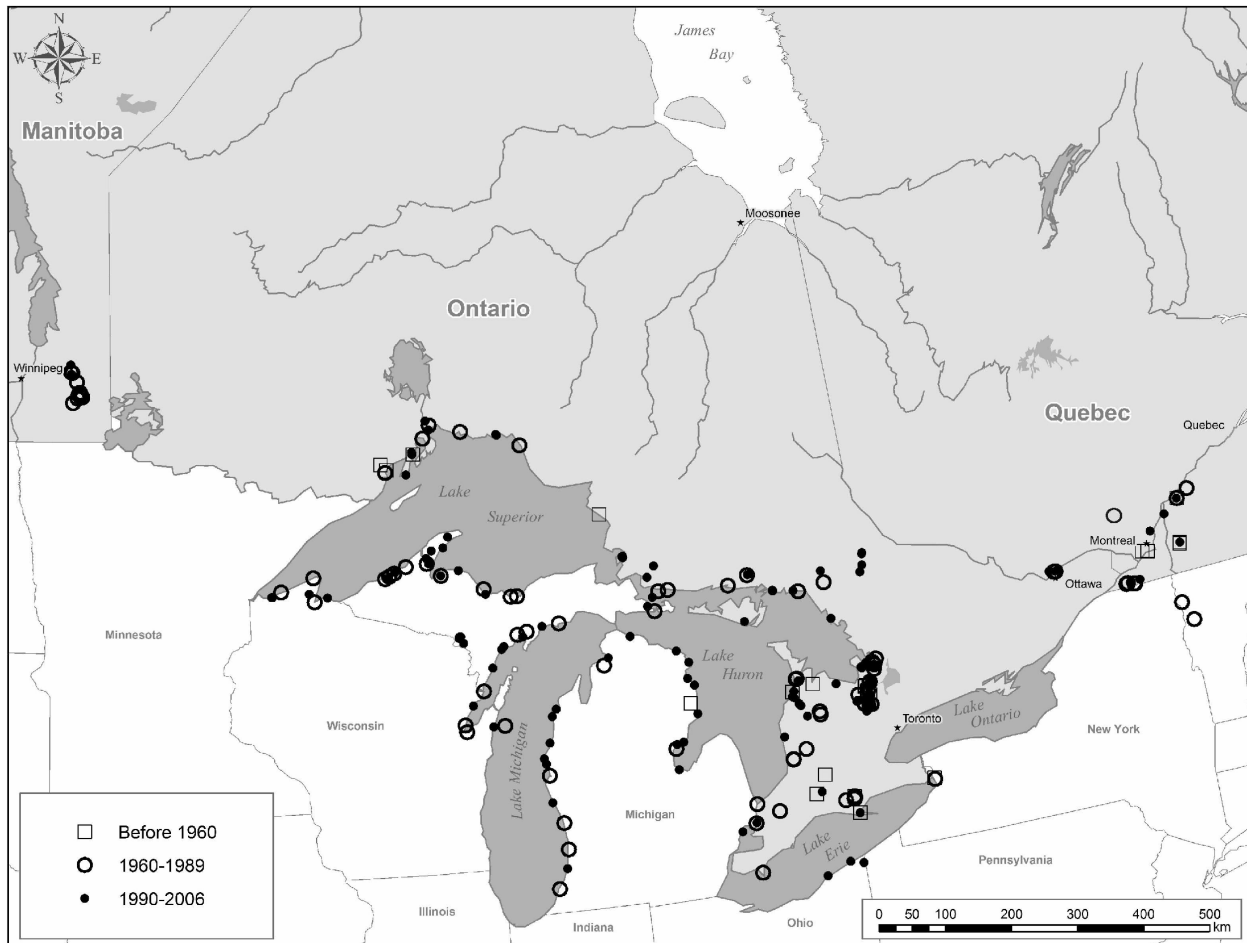 N
W E
S
James
Bay
Manitoba
Moosonee
Ontario
Winnipeg
Quebec
Quebec
Lake
Superior
Montreal
Ottawa
Minnesota
Lake
Huron
Toronto
Lake
Ontario
Wisconsin
New York
Lake Michigan
Michigan
Lake
Erie
Pennsylvania
Illinois
Indiana
Ohio
Before 1960
1960-1989
1990-2006
0 50 100 200 300 400 500
km